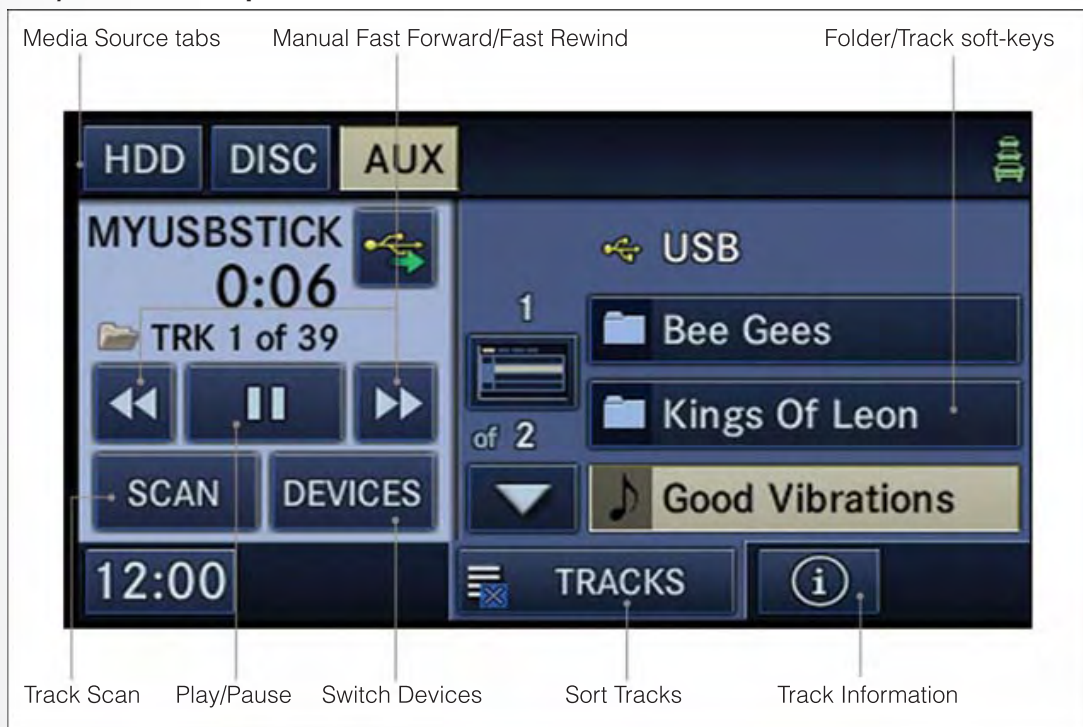 Media Source tabs
Manual Fast Forward/Fast Rewind
Folder/Track soft-keys
HDD
DISC
AUX
MYUSBSTICK
0:06
TRK 1 of 39
SCAN
DEVICES
12:00
USB
1
of 2
Bee Gees
Kings Of Leon
Good Vibrations
TRACKS
i
Track Scan
Play/Pause
Switch Devices
Sort Tracks
Track Information